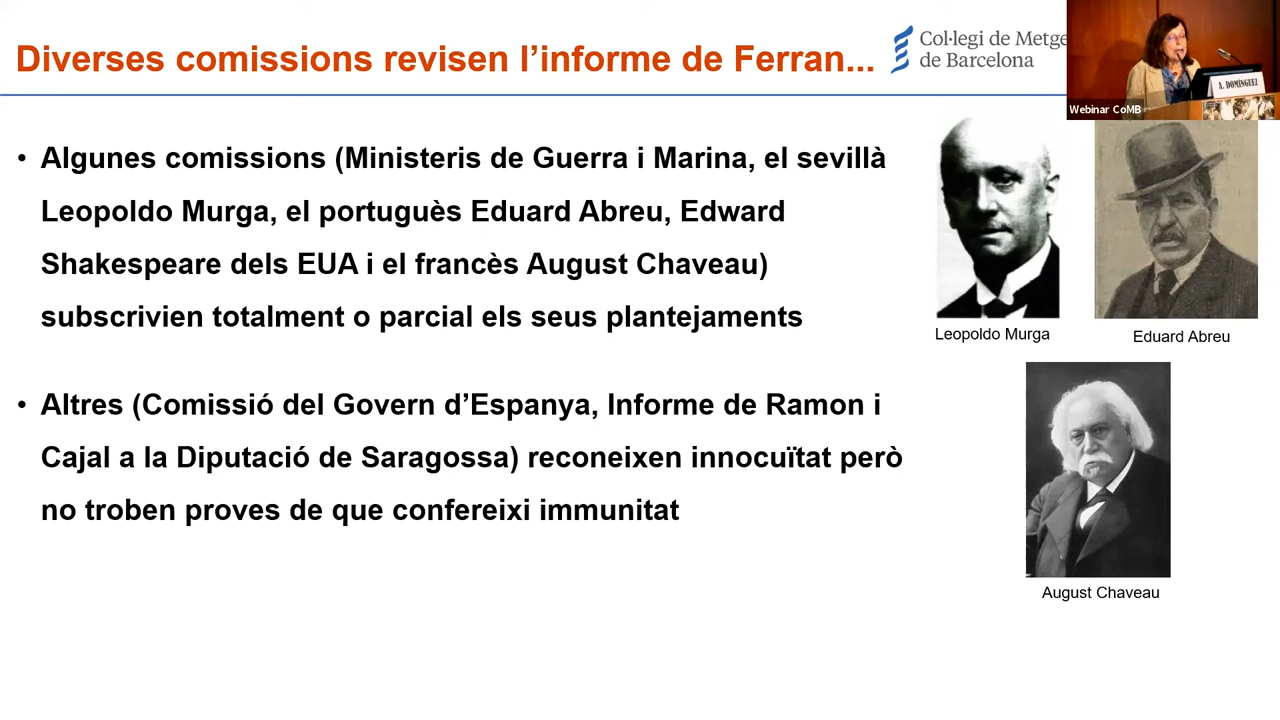 Diverses comissions revisen l’informe de Ferran...
Col·legi de Metge
de Barcelona
A. DOMÍNGUEZ
Webinar CoMB
• Algunes comissions (Ministeris de Guerra i Marina, el sevillà
Leopoldo Murga, el portuguès Eduard Abreu, Edward
Shakespeare dels EUA i el francès August Chaveau)
subscrivien totalment o parcial els seus plantejaments
Leopoldo Murga
Eduard Abreu
• Altres (Comissió del Govern d’Espanya, Informe de Ramon i
Cajal a la Diputació de Saragossa) reconeixen innocuïtat però
no troben proves de que confereixi immunitat
August Chaveau